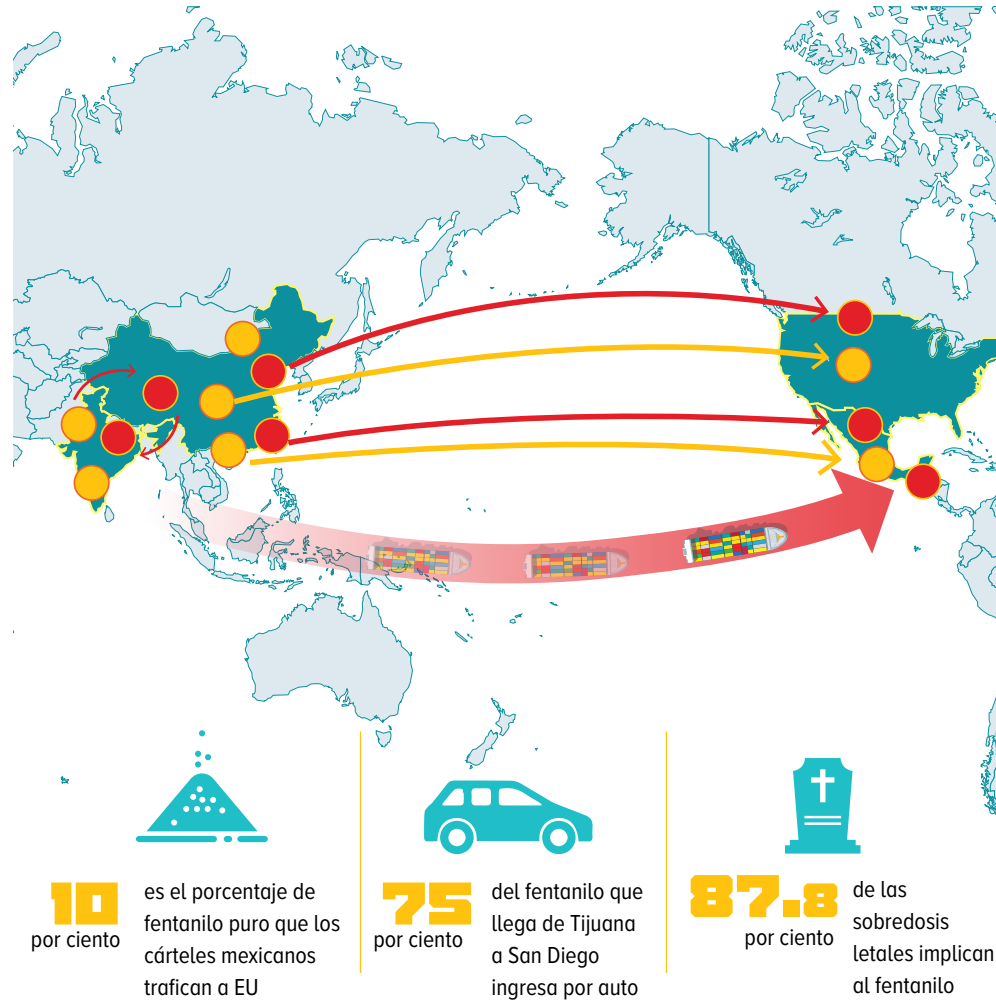 10
por ciento
es el porcentaje de
fentanilo puro que los
cárteles mexicanos
trafican a EU
75
por ciento
del fentanilo que
llega de Tijuana
a San Diego
ingresa por auto
87.8
por ciento
de las
sobredosis
letales implican
al fentanilo